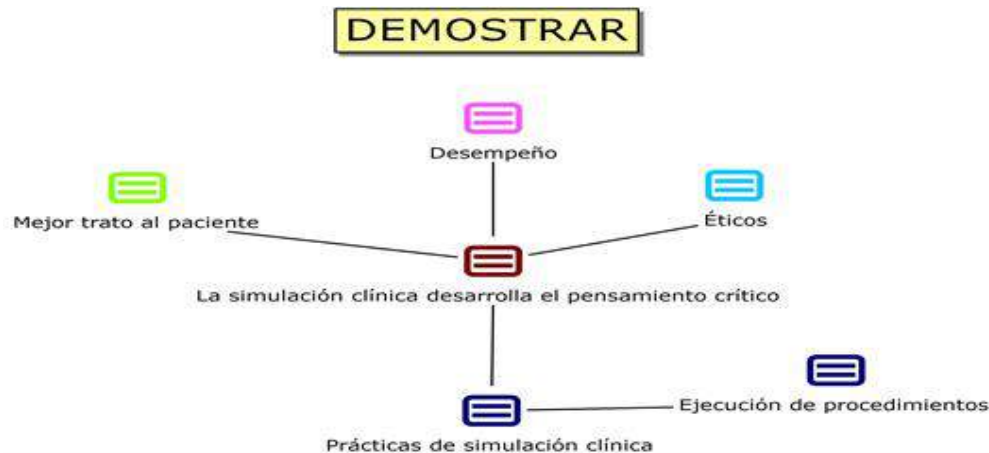 DEMOSTRAR
Desempeño
Mejor trato al paciente
Éticos
La simulación clínica desarrolla el pensamiento crítico
Ejecución de procedimientos
Prácticas de simulación clínica